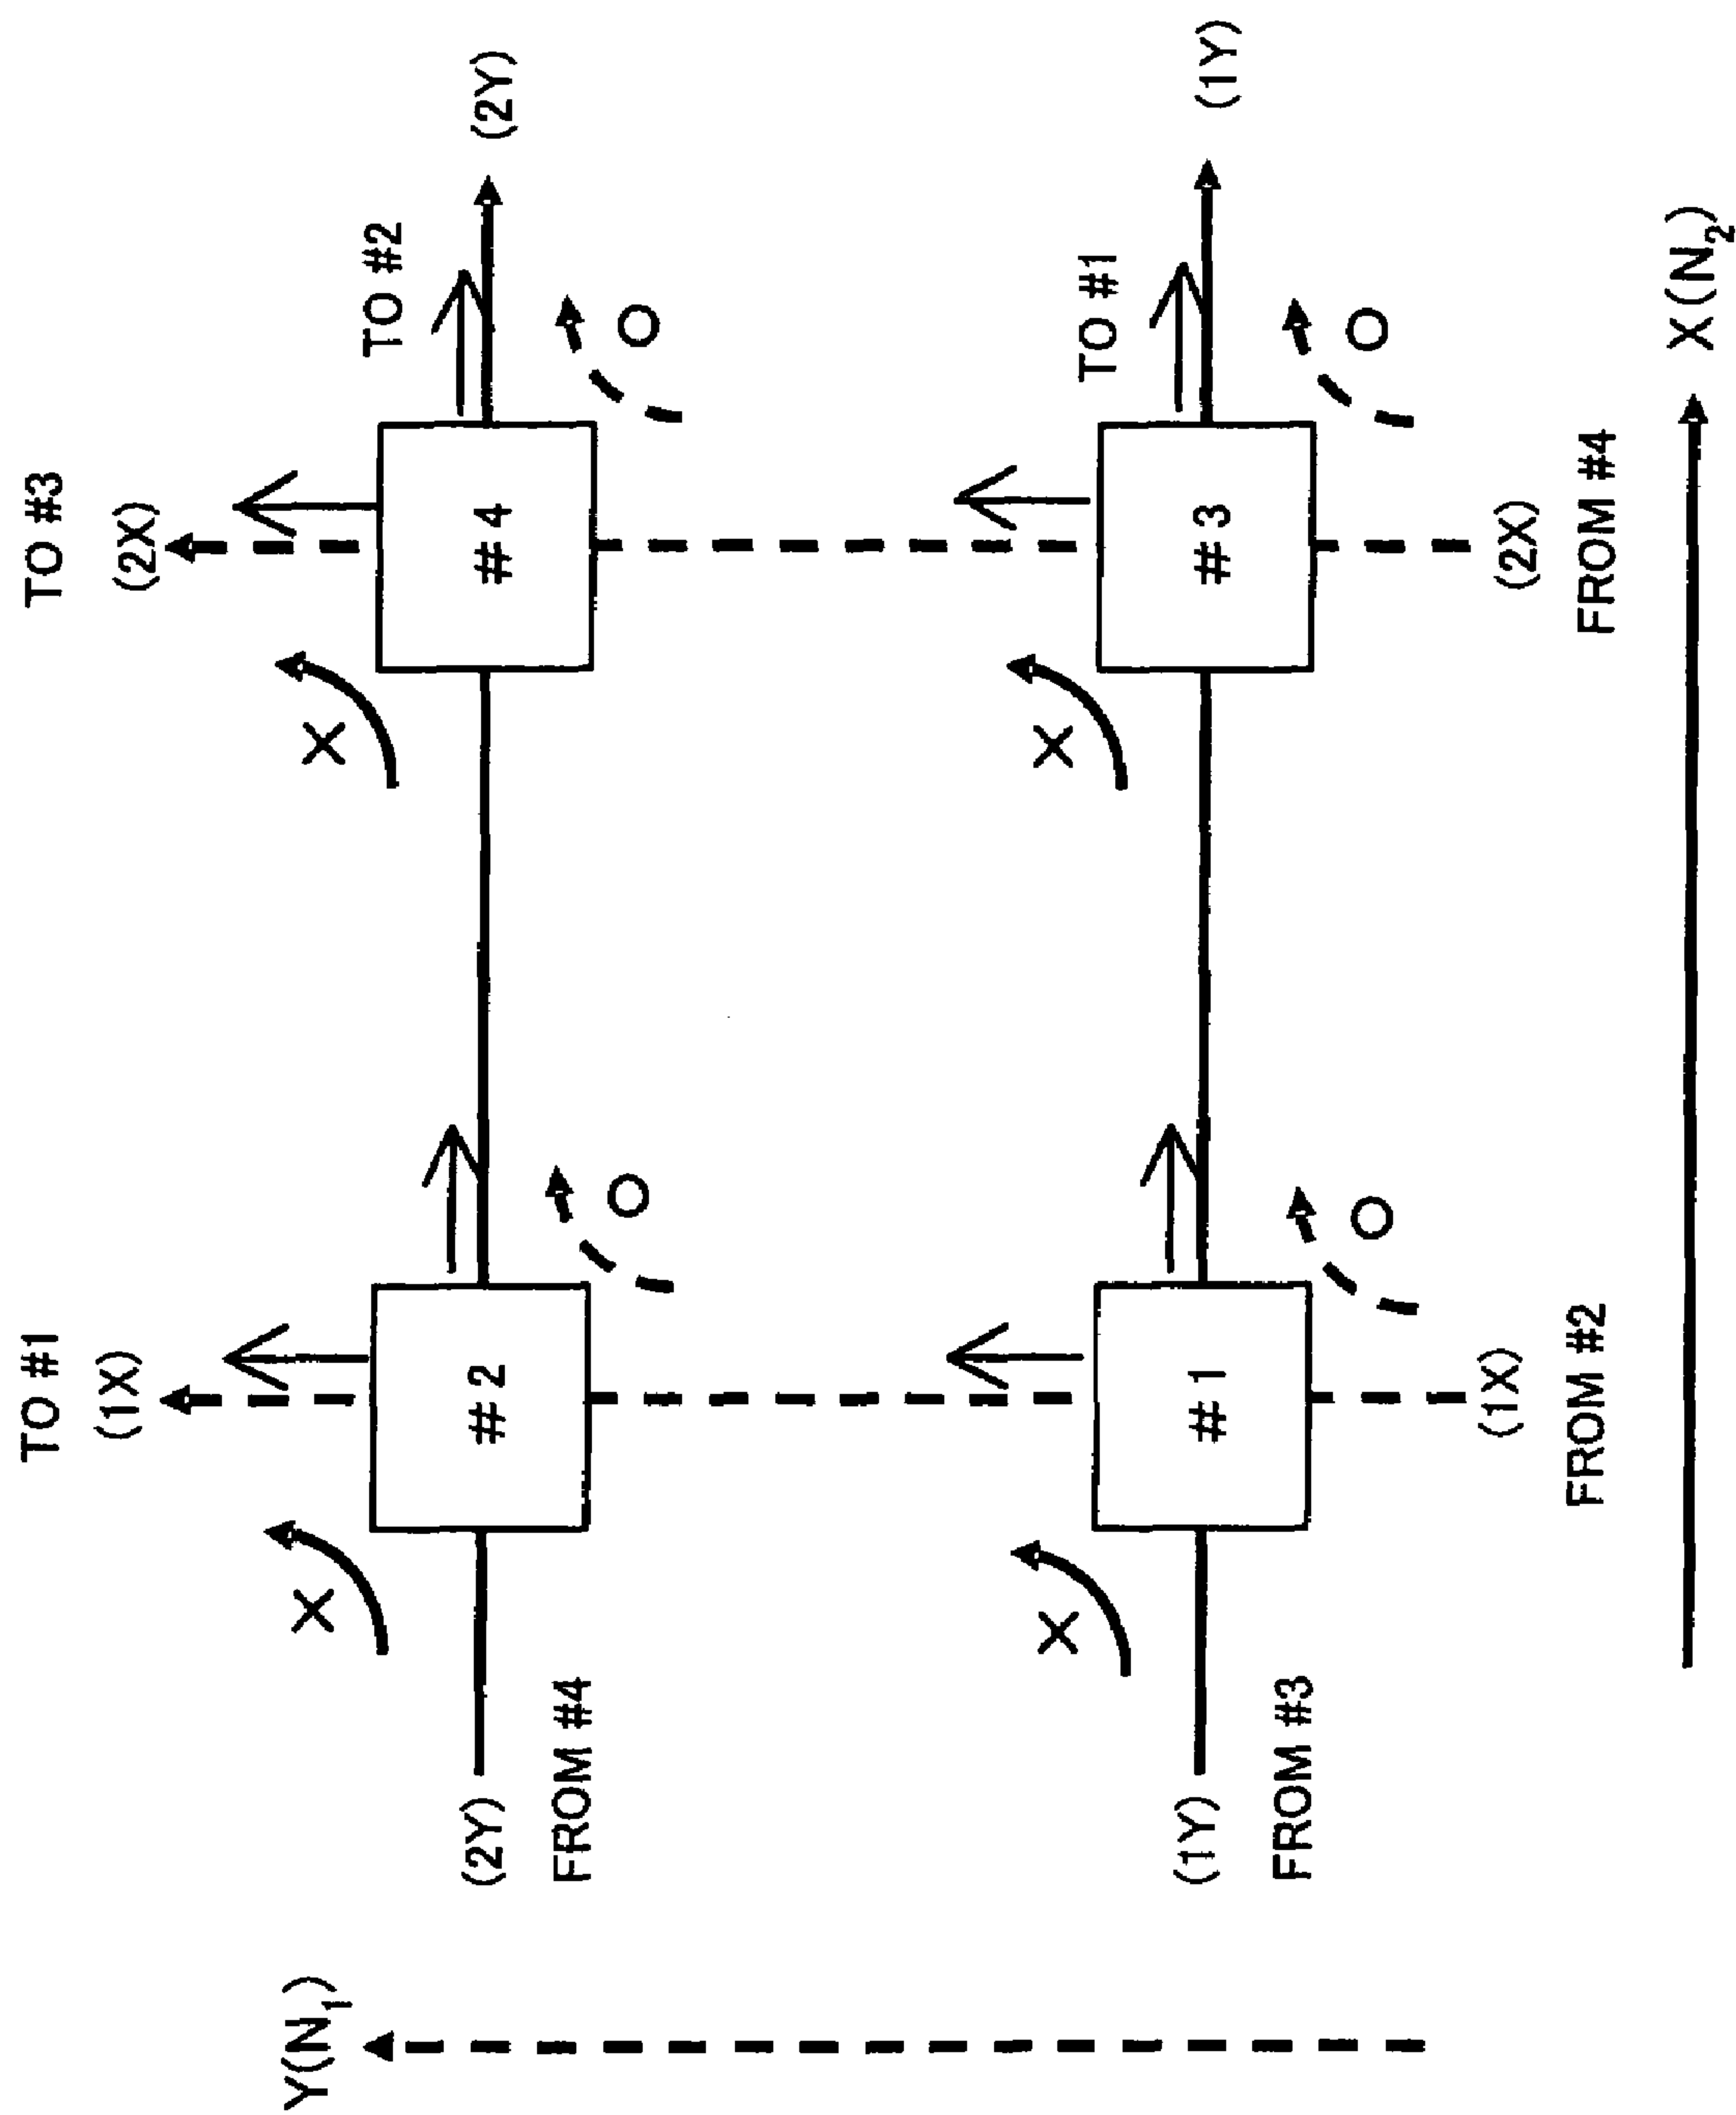 TO #1
TO #3
(1X)
(2X)
Y(N₁)
X
X
TO #2
(2Y)
#2
#4
(2Y)
FROM #4
O
O
X
X
TO #1
(1Y)
#1
#3
(1Y)
FROM #3
O
O
(1X)
(2X)
FROM #2
FROM #4
X(N₂)